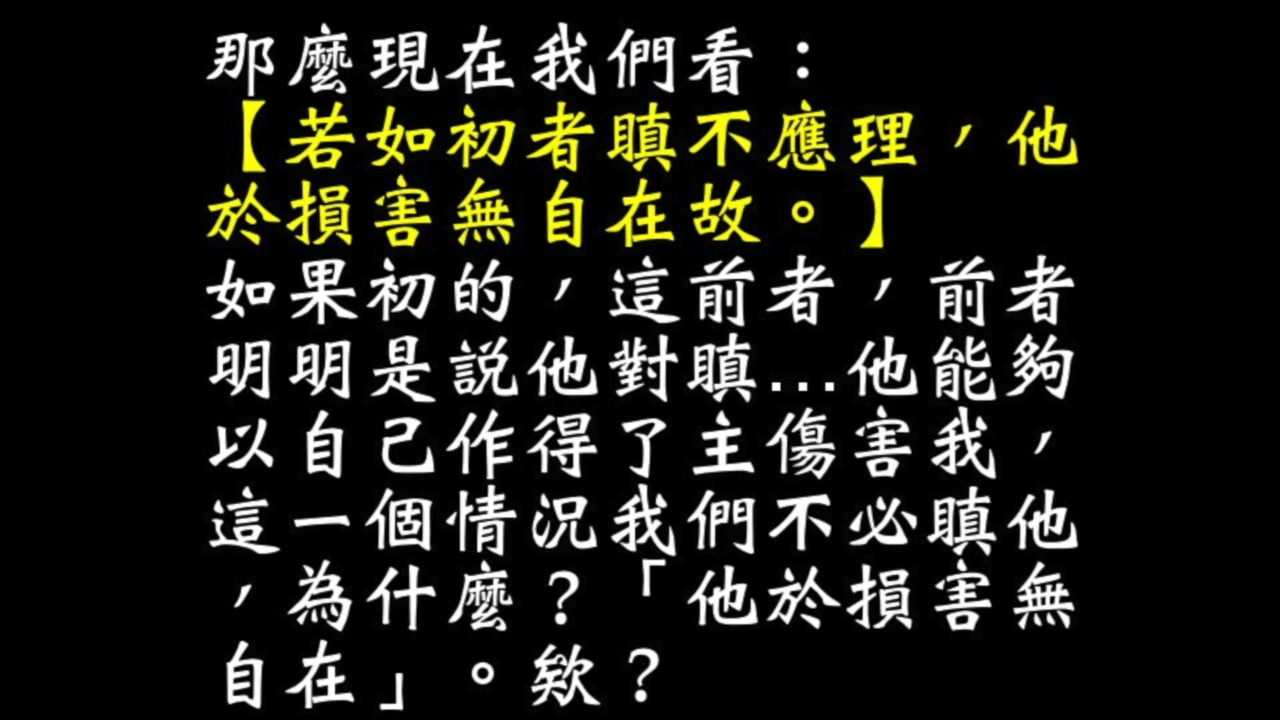 那麼現在我們看：
【若如初者瞋不應理，他
於損害無自在故。】
如果初的，這前者，前者
明明是說他對瞋…他能夠
以自己作得了主傷害我，
這一個情況我們不必瞋他
，為什麼？「他於損害無
自在」。欸？